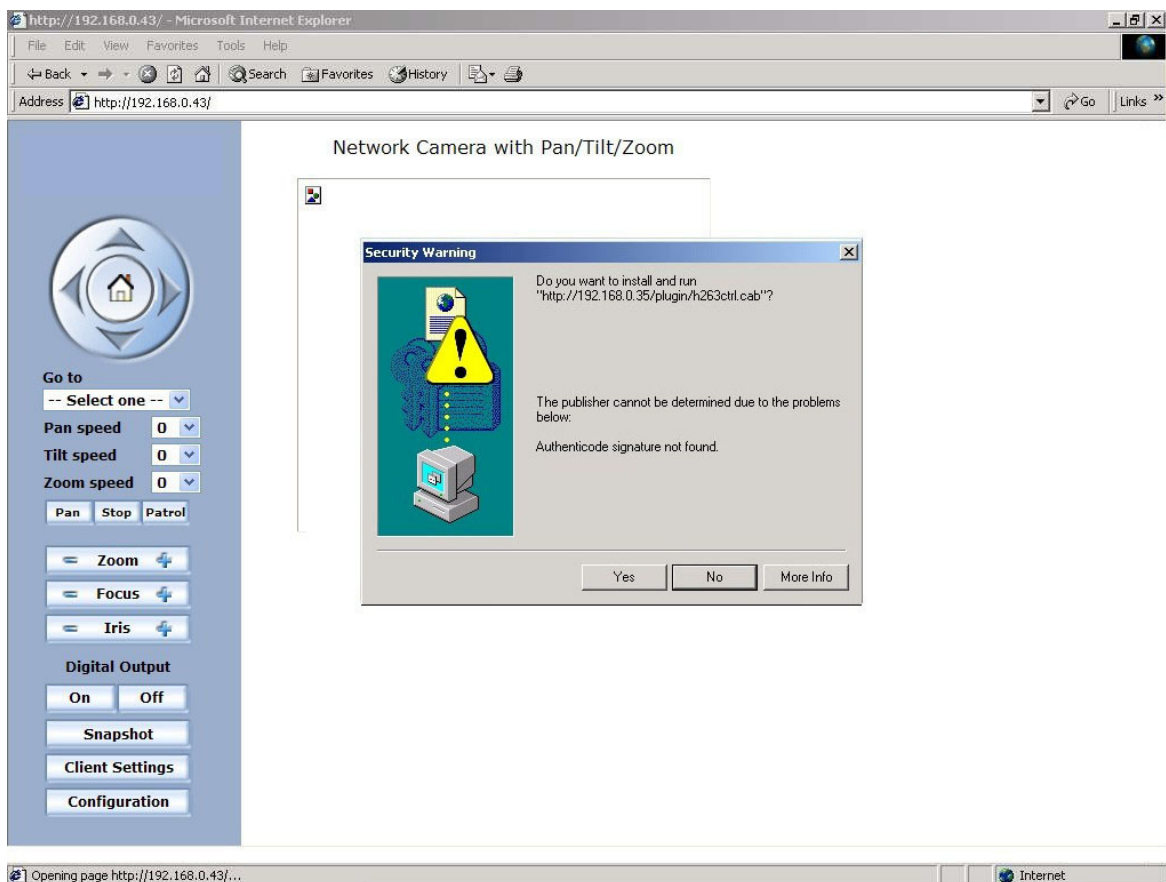 http://192.168.0.43/ - Microsoft Internet Explorer
File Edit View Favorites Tools Help
Back Search Favorites History
Address http://192.168.0.43/ Go Links »
Network Camera with Pan/Tilt/Zoom
Security Warning
Do you want to install and run
"http://192.168.0.35/plugin/h263ctrl.cab"?
The publisher cannot be determined due to the problems
below:
Authenticode signature not found.
Yes No More Info
Go to
-- Select one --
Pan speed 0
Tilt speed 0
Zoom speed 0
Pan Stop Patrol
Zoom
Focus
Iris
Digital Output
On Off
Snapshot
Client Settings
Configuration
Opening page http://192.168.0.43/... Internet